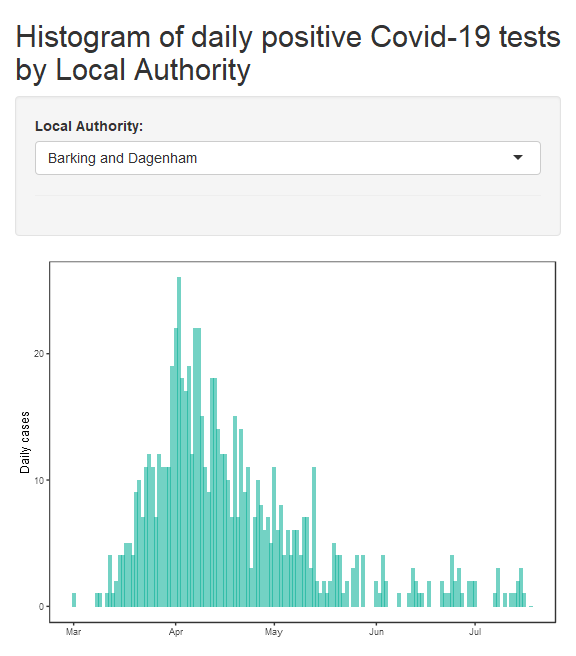 Histogram of daily positive Covid-19 tests
by Local Authority
Local Authority:
Barking and Dagenham
Daily cases
20
10
0
Mar Apr May Jun Jul